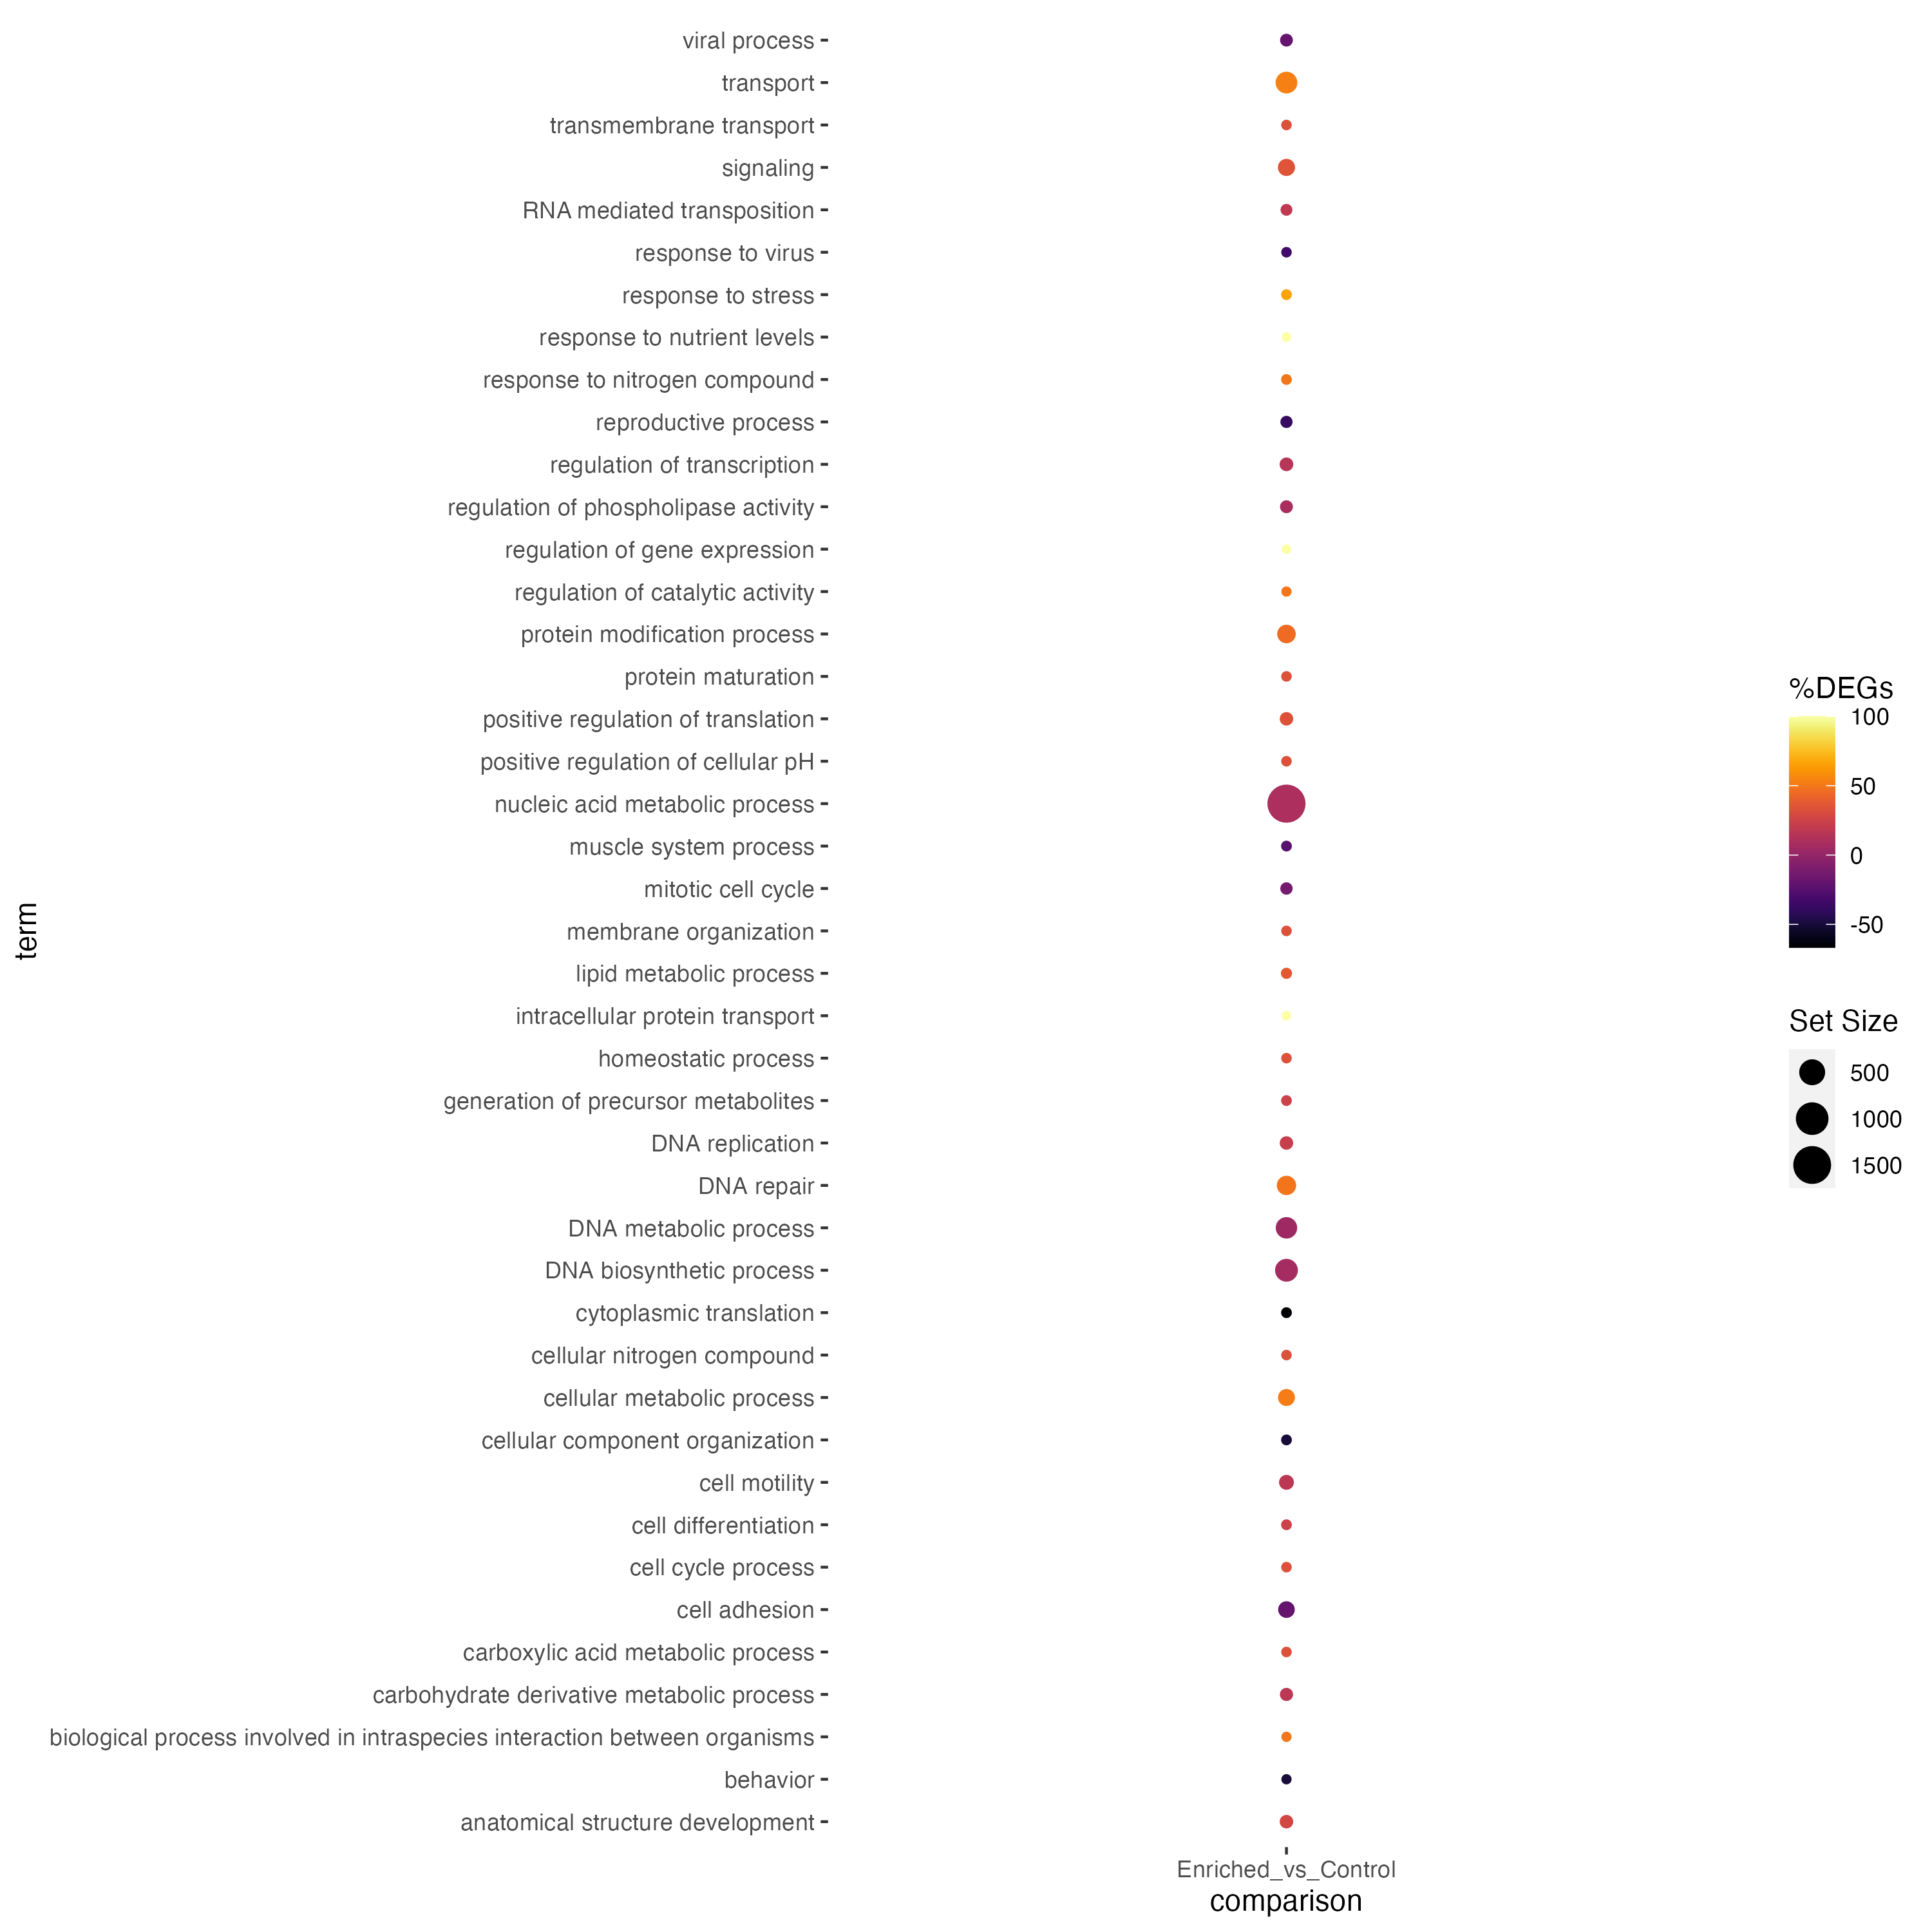 viral process
transport
transmembrane transport
signaling
RNA mediated transposition
response to virus
response to stress
response to nutrient levels
response to nitrogen compound
reproductive process
regulation of transcription
regulation of phospholipase activity
regulation of gene expression
regulation of catalytic activity
protein modification process
protein maturation
positive regulation of translation
positive regulation of cellular pH
nucleic acid metabolic process
muscle system process
mitotic cell cycle
membrane organization
lipid metabolic process
intracellular protein transport
homeostatic process
generation of precursor metabolites
DNA replication
DNA repair
DNA metabolic process
DNA biosynthetic process
cytoplasmic translation
cellular nitrogen compound
cellular metabolic process
cellular component organization
cell motility
cell differentiation
cell cycle process
cell adhesion
carboxylic acid metabolic process
carbohydrate derivative metabolic process
biological process involved in intraspecies interaction between organisms
behavior
anatomical structure development
term
Enriched_vs_Control
comparison
%DEGs
100
50
0
-50
Set Size
500
1000
1500